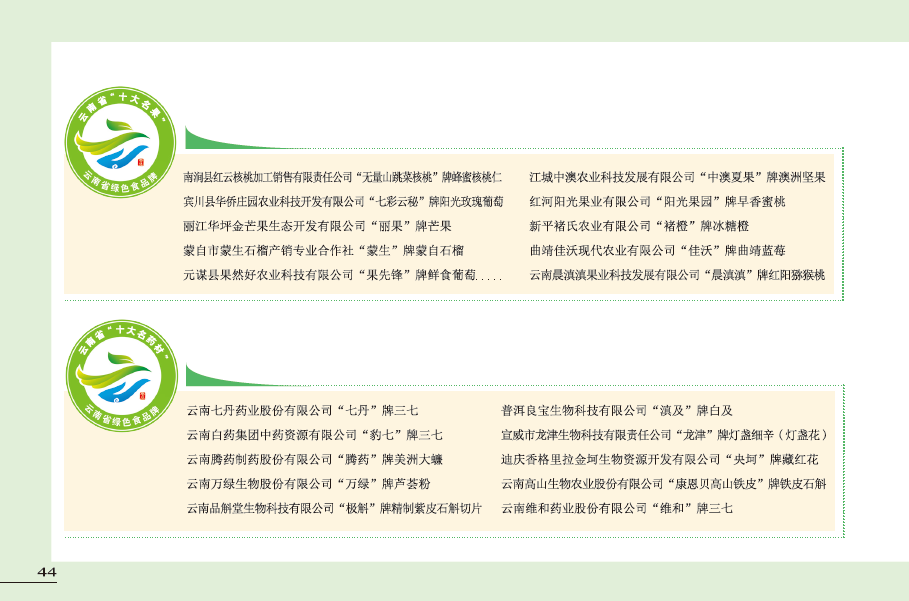 云南省“十大名果”
云南省绿色食品牌
南涧县红云核桃加工销售有限责任公司“无量山跳菜核桃”牌蜂蜜核桃仁
宾川县华侨庄园农业科技开发有限公司“七彩云秘”牌阳光玫瑰葡萄
丽江华坪金芒果生态开发有限公司“丽果”牌芒果
蒙自市蒙生石榴产销专业合作社“蒙生”牌蒙自石榴
元谋县果然好农业科技有限公司“果先锋”牌鲜食葡萄.....
江城中澳农业科技发展有限公司“中澳夏果”牌澳洲坚果
红河阳光果业有限公司“阳光果园”牌早香蜜桃
新平褚氏农业有限公司“褚橙”牌冰糖橙
曲靖佳沃现代农业有限公司“佳沃”牌曲靖蓝莓
云南晨滇滇果业科技发展有限公司“晨滇滇”牌红阳猕猴桃
云南省“十大名药材”
云南省绿色食品牌
云南七丹药业股份有限公司“七丹”牌三七
云南白药集团中药资源有限公司“豹七”牌三七
云南腾药制药股份有限公司“腾药”牌美洲大蠊
云南万绿生物股份有限公司“万绿”牌芦荟粉
云南品斛堂生物科技有限公司“极斛”牌精制紫皮石斛切片
普洱良宝生物科技有限公司“滇及”牌白及
宣威市龙津生物科技有限责任公司“龙津”牌灯盏细辛（灯盏花）
迪庆香格里拉金坷生物资源开发有限公司“央坷”牌藏红花
云南高山生物农业股份有限公司“康恩贝高山铁皮”牌铁皮石斛
云南维和药业股份有限公司“维和”牌三七
44